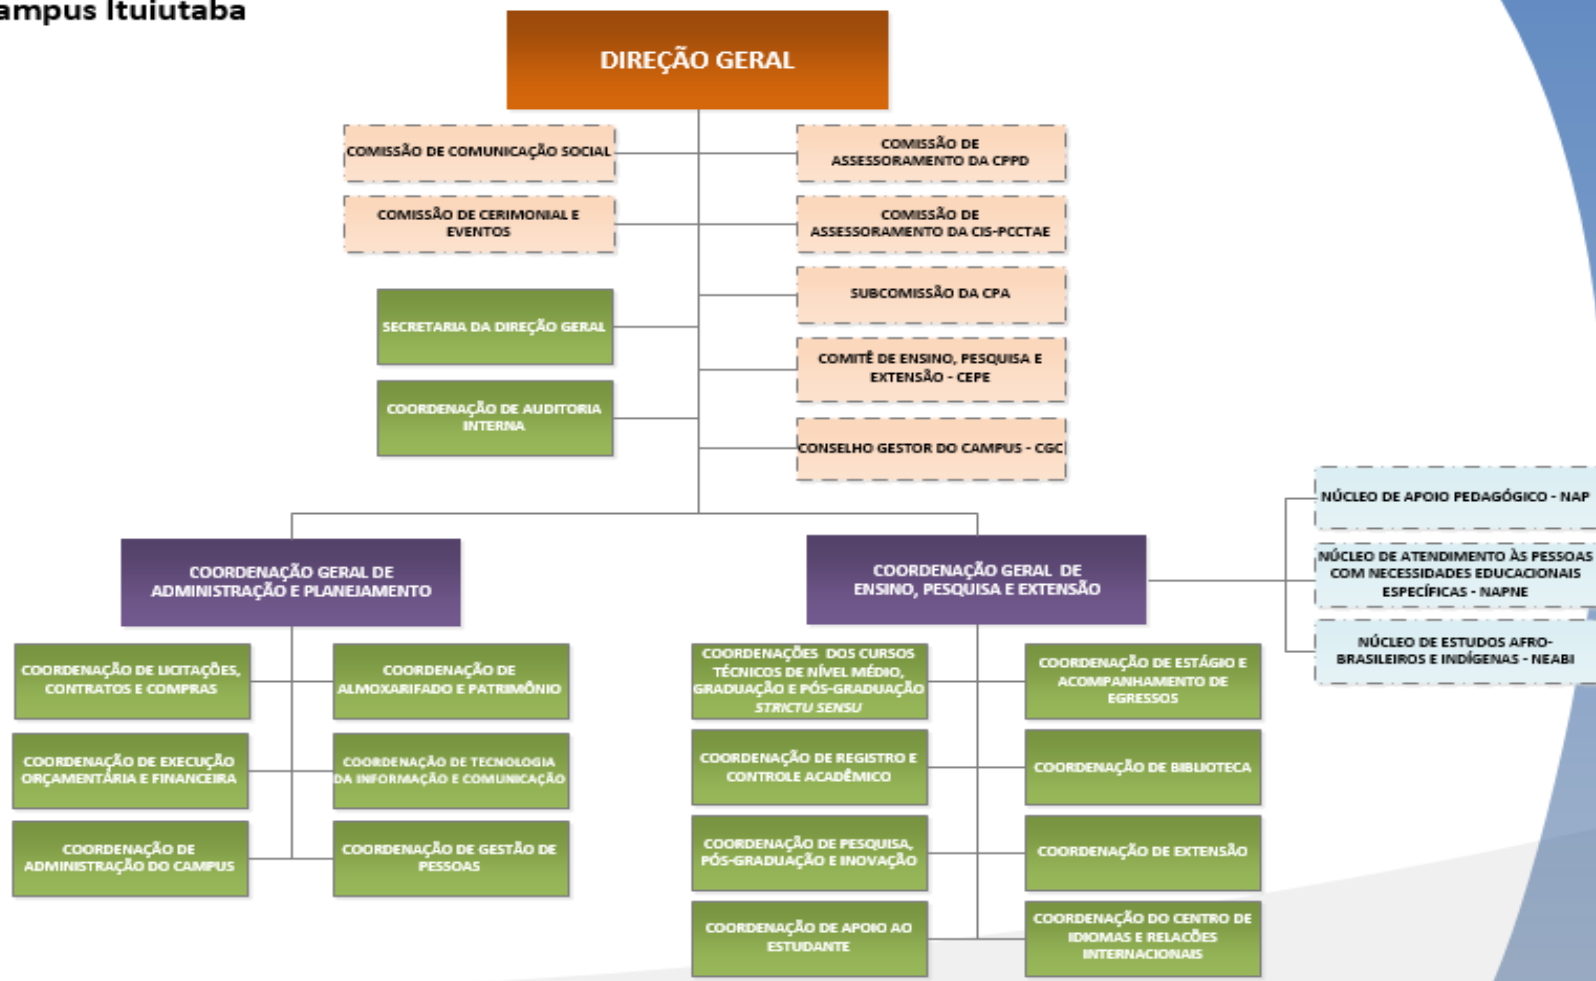 ampus Ituiutaba
DIREÇÃO GERAL
COMISSÃO DE COMUNICAÇÃO SOCIAL
COMISSÃO DE
ASSESSORAMENTO DA CPPD
COMISSÃO DE CERIMONIAL E
EVENTOS
COMISSÃO DE
ASSESSORAMENTO DA CIS-PCCTAE
SUBCOMISSÃO DA CPA
SECRETARIA DA DIREÇÃO GERAL
COMITÊ DE ENSINO, PESQUISA E
EXTENSÃO - CEPE
COORDENAÇÃO DE AUDITORIA
INTERNA
CONSELHO GESTOR DO CAMPUS - CGC
COORDENAÇÃO GERAL DE
ADMINISTRAÇÃO E PLANEJAMENTO
COORDENAÇÃO GERAL DE
ENSINO, PESQUISA E EXTENSÃO
NÚCLEO DE APOIO PEDAGÓGICO - NAP
NÚCLEO DE ATENDIMENTO ÀS PESSOAS
COM NECESSIDADES EDUCACIONAIS
ESPECÍFICAS - NAPNE
NÚCLEO DE ESTUDOS AFRO-
BRASILEIROS E INDÍGENAS - NEABI
COORDENAÇÃO DE LICITAÇÕES,
CONTRATOS E COMPRAS
COORDENAÇÃO DE
ALMOXARIFADO E PATRIMÔNIO
COORDENAÇÃO DE EXECUÇÃO
ORÇAMENTÁRIA E FINANCEIRA
COORDENAÇÃO DE TECNOLOGIA
DA INFORMAÇÃO E COMUNICAÇÃO
COORDENAÇÃO DE
ADMINISTRAÇÃO DO CAMPUS
COORDENAÇÃO DE GESTÃO DE
PESSOAS
COORDENAÇÕES DOS CURSOS
TÉCNICOS DE NÍVEL MÉDIO,
GRADUAÇÃO E PÓS-GRADUAÇÃO
STRICTU SENSU
COORDENAÇÃO DE ESTÁGIO E
ACOMPANHAMENTO DE
EGRESSOS
COORDENAÇÃO DE REGISTRO E
CONTROLE ACADÊMICO
COORDENAÇÃO DE BIBLIOTECA
COORDENAÇÃO DE PESQUISA,
PÓS-GRADUAÇÃO E INOVAÇÃO
COORDENAÇÃO DE EXTENSÃO
COORDENAÇÃO DE APOIO AO
ESTUDANTE
COORDENAÇÃO DO CENTRO DE
IDIOMAS E RELACÕES
INTERNACIONAIS